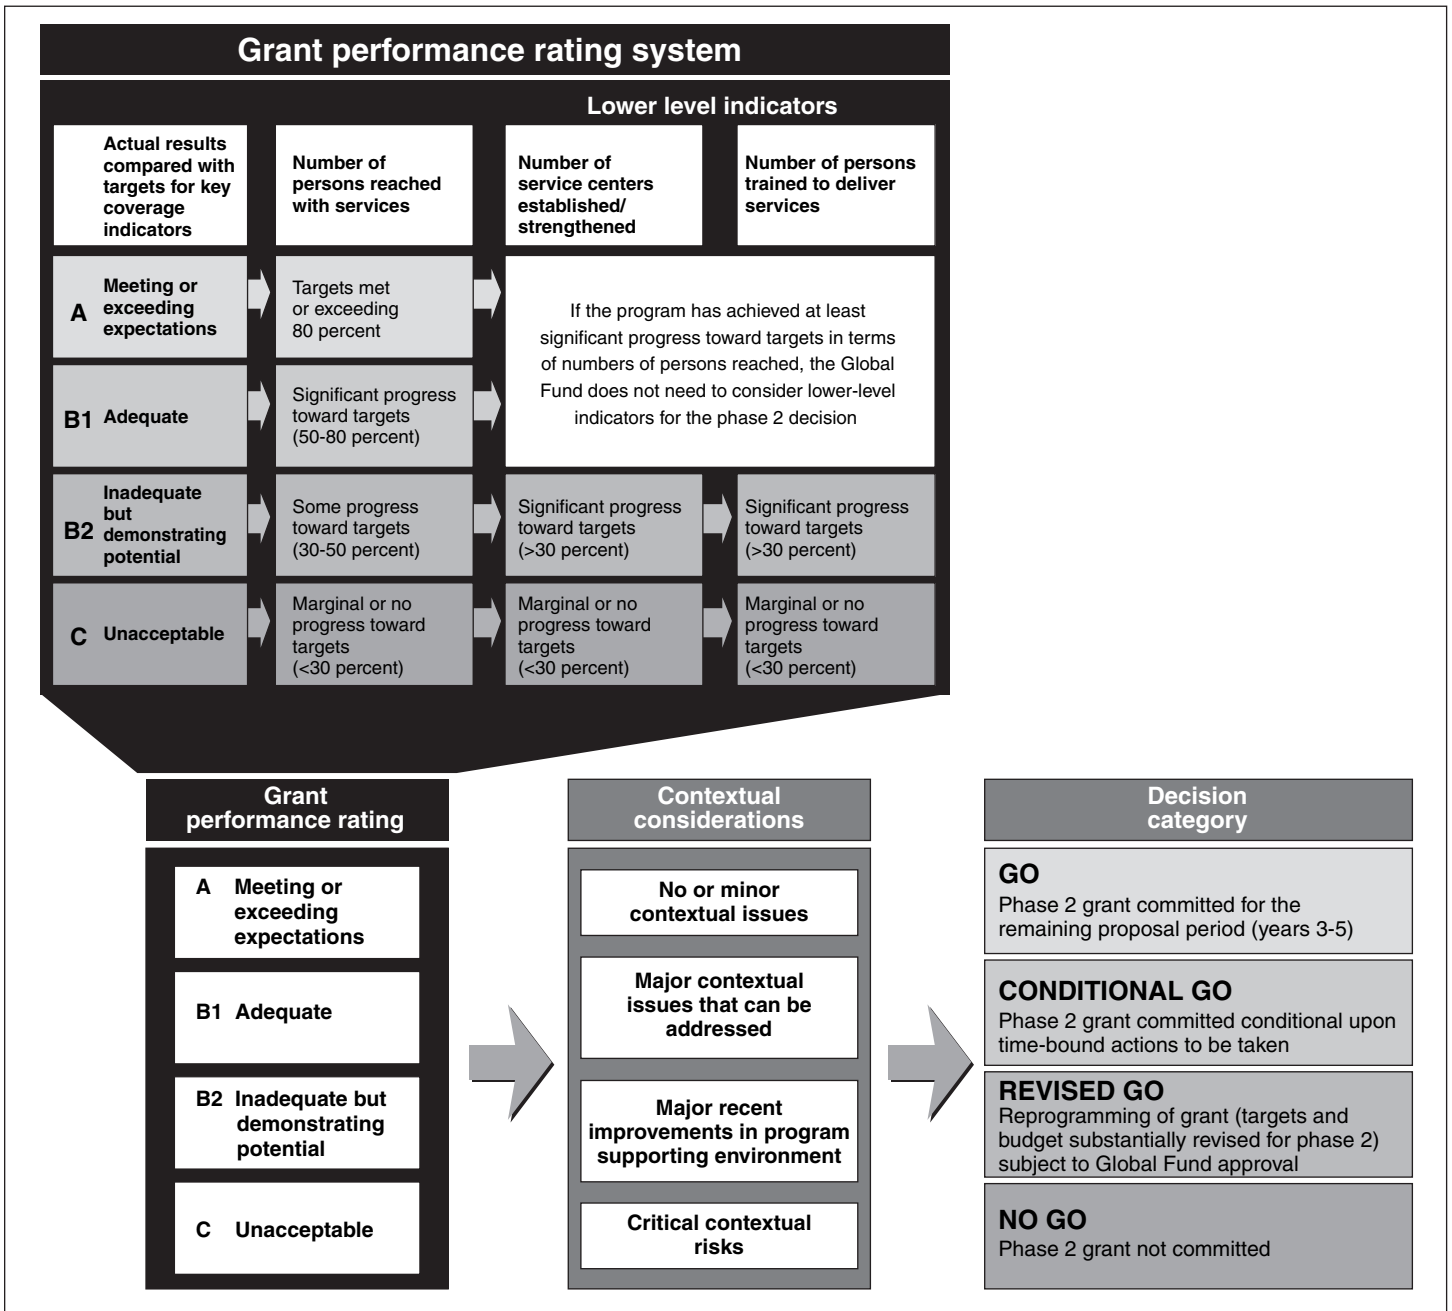 Grant performance rating system
Lower level indicators
Actual results
compared with
targets for key
coverage
indicators
Number of
persons reached
with services
Number of
service centers
established/
strengthened
Number of persons
trained to deliver
services
A
Meeting or
exceeding
expectations
Targets met
or exceeding
80 percent
If the program has achieved at least
significant progress toward targets in terms
of numbers of persons reached, the Global
Fund does not need to consider lower-level
indicators for the phase 2 decision
B1 Adequate
Significant progress
toward targets
(50-80 percent)
B2
Inadequate
but
demonstrating
potential
Some progress
toward targets
(30-50 percent)
Significant progress
toward targets
(>30 percent)
Significant progress
toward targets
(>30 percent)
C Unacceptable
Marginal or no
progress toward
targets
(<30 percent)
Marginal or no
progress toward
targets
(<30 percent)
Marginal or no
progress toward
targets
(<30 percent)
Grant
performance rating
A Meeting or
exceeding
expectations
B1 Adequate
B2 Inadequate but
demonstrating
potential
C Unacceptable
Contextual
considerations
No or minor
contextual issues
Major contextual
issues that can be
addressed
Major recent
improvements in program
supporting environment
Critical contextual
risks
Decision
category
GO
Phase 2 grant committed for the
remaining proposal period (years 3-5)
CONDITIONAL GO
Phase 2 grant committed conditional upon
time-bound actions to be taken
REVISED GO
Reprogramming of grant (targets and
budget substantially revised for phase 2)
subject to Global Fund approval
NO GO
Phase 2 grant not committed